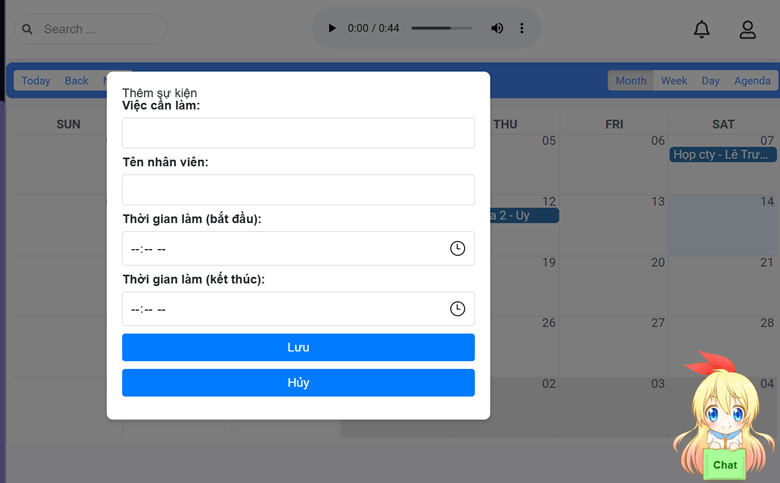 Search ...
0:00 / 0:44
Today Back
Month Week Day Agenda
Thêm sự kiện
Việc cần làm:
Tên nhân viên:
Thời gian làm (bắt đầu):
--:-- --
Thời gian làm (kết thúc):
--:-- --
Lưu
Hủy
SUN THU FRI SAT
05 06 07
Họp cty - Lê Trư...
12 13 14
a 2 - Uy
19 20 21
26 27 28
02 03 04
Chat